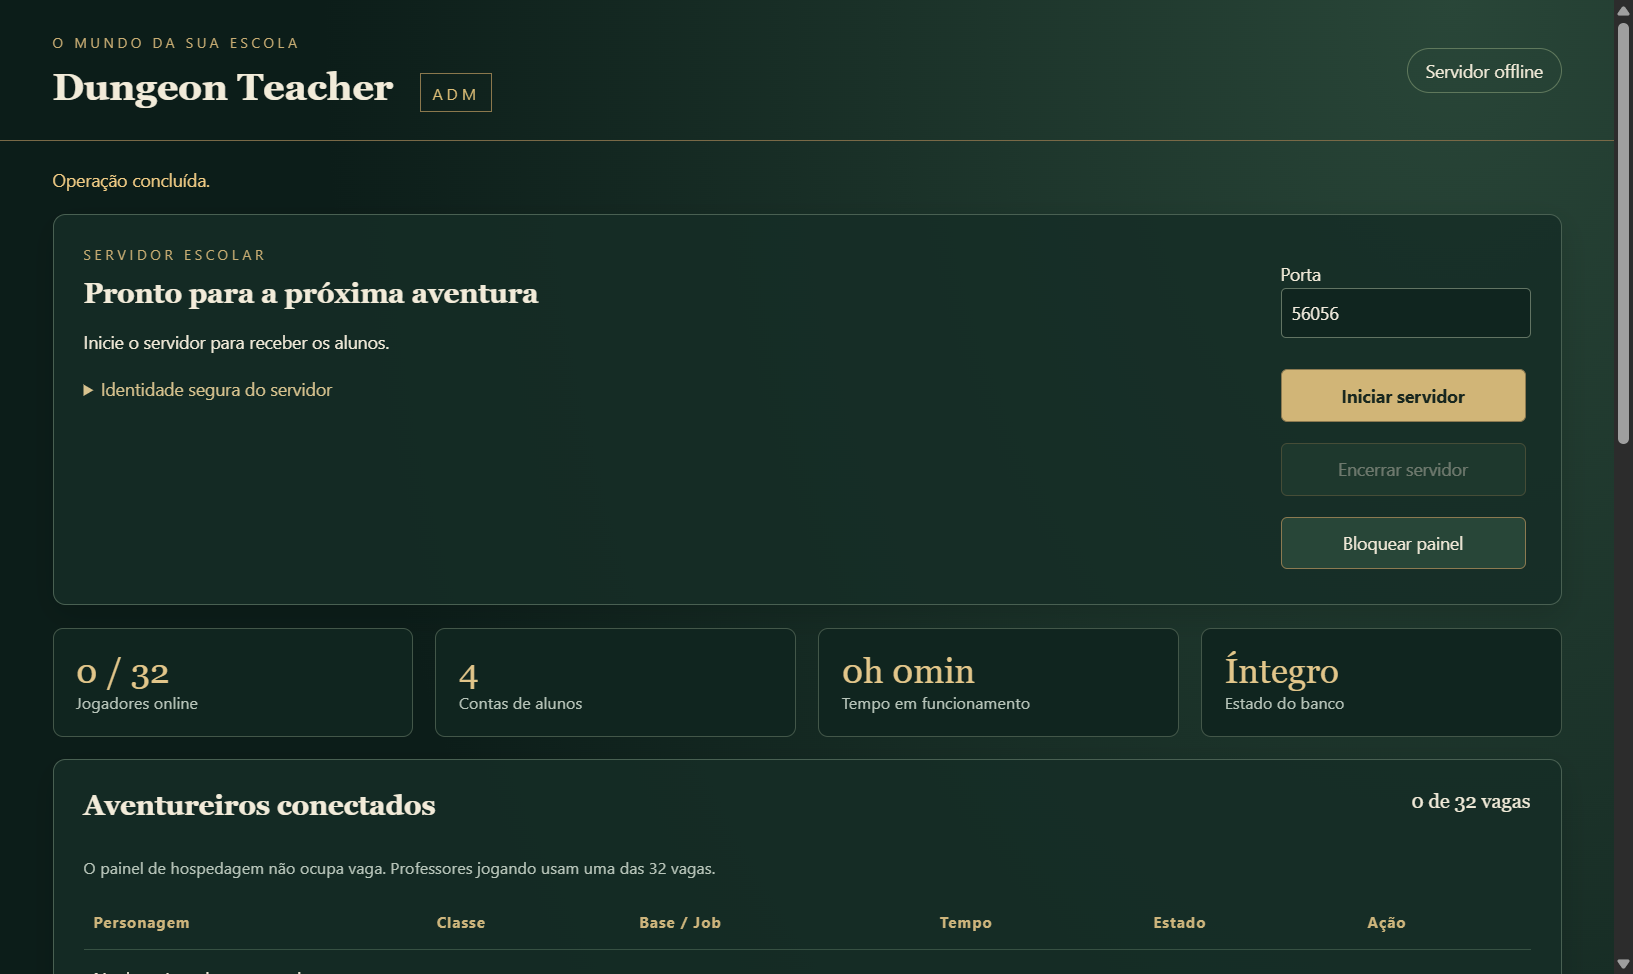 O MUNDO DA SUA ESCOLA
Dungeon Teacher
ADM
Servidor offline
Operação concluída.
SERVIDOR ESCOLAR
Pronto para a próxima aventura
Inicie o servidor para receber os alunos.
Identidade segura do servidor
Porta
56056
Iniciar servidor
Encerrar servidor
Bloquear painel
0 / 32
Jogadores online
4
Contas de alunos
0h 0min
Tempo em funcionamento
Íntegro
Estado do banco
Aventureiros conectados
0 de 32 vagas
O painel de hospedagem não ocupa vaga. Professores jogando usam uma das 32 vagas.
Personagem Classe Base / Job Tempo Estado Ação